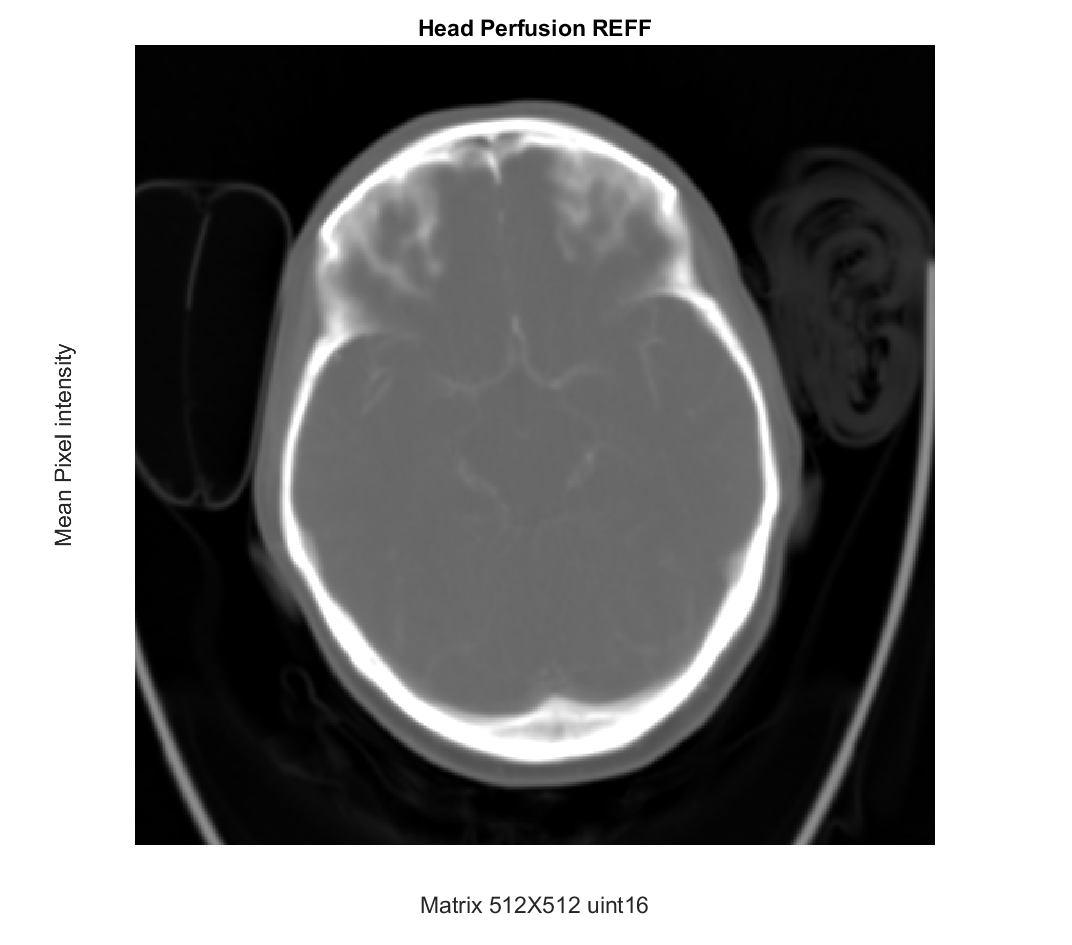 Head Perfusion REFF
Mean Pixel intensity
Matrix 512X512 uint16